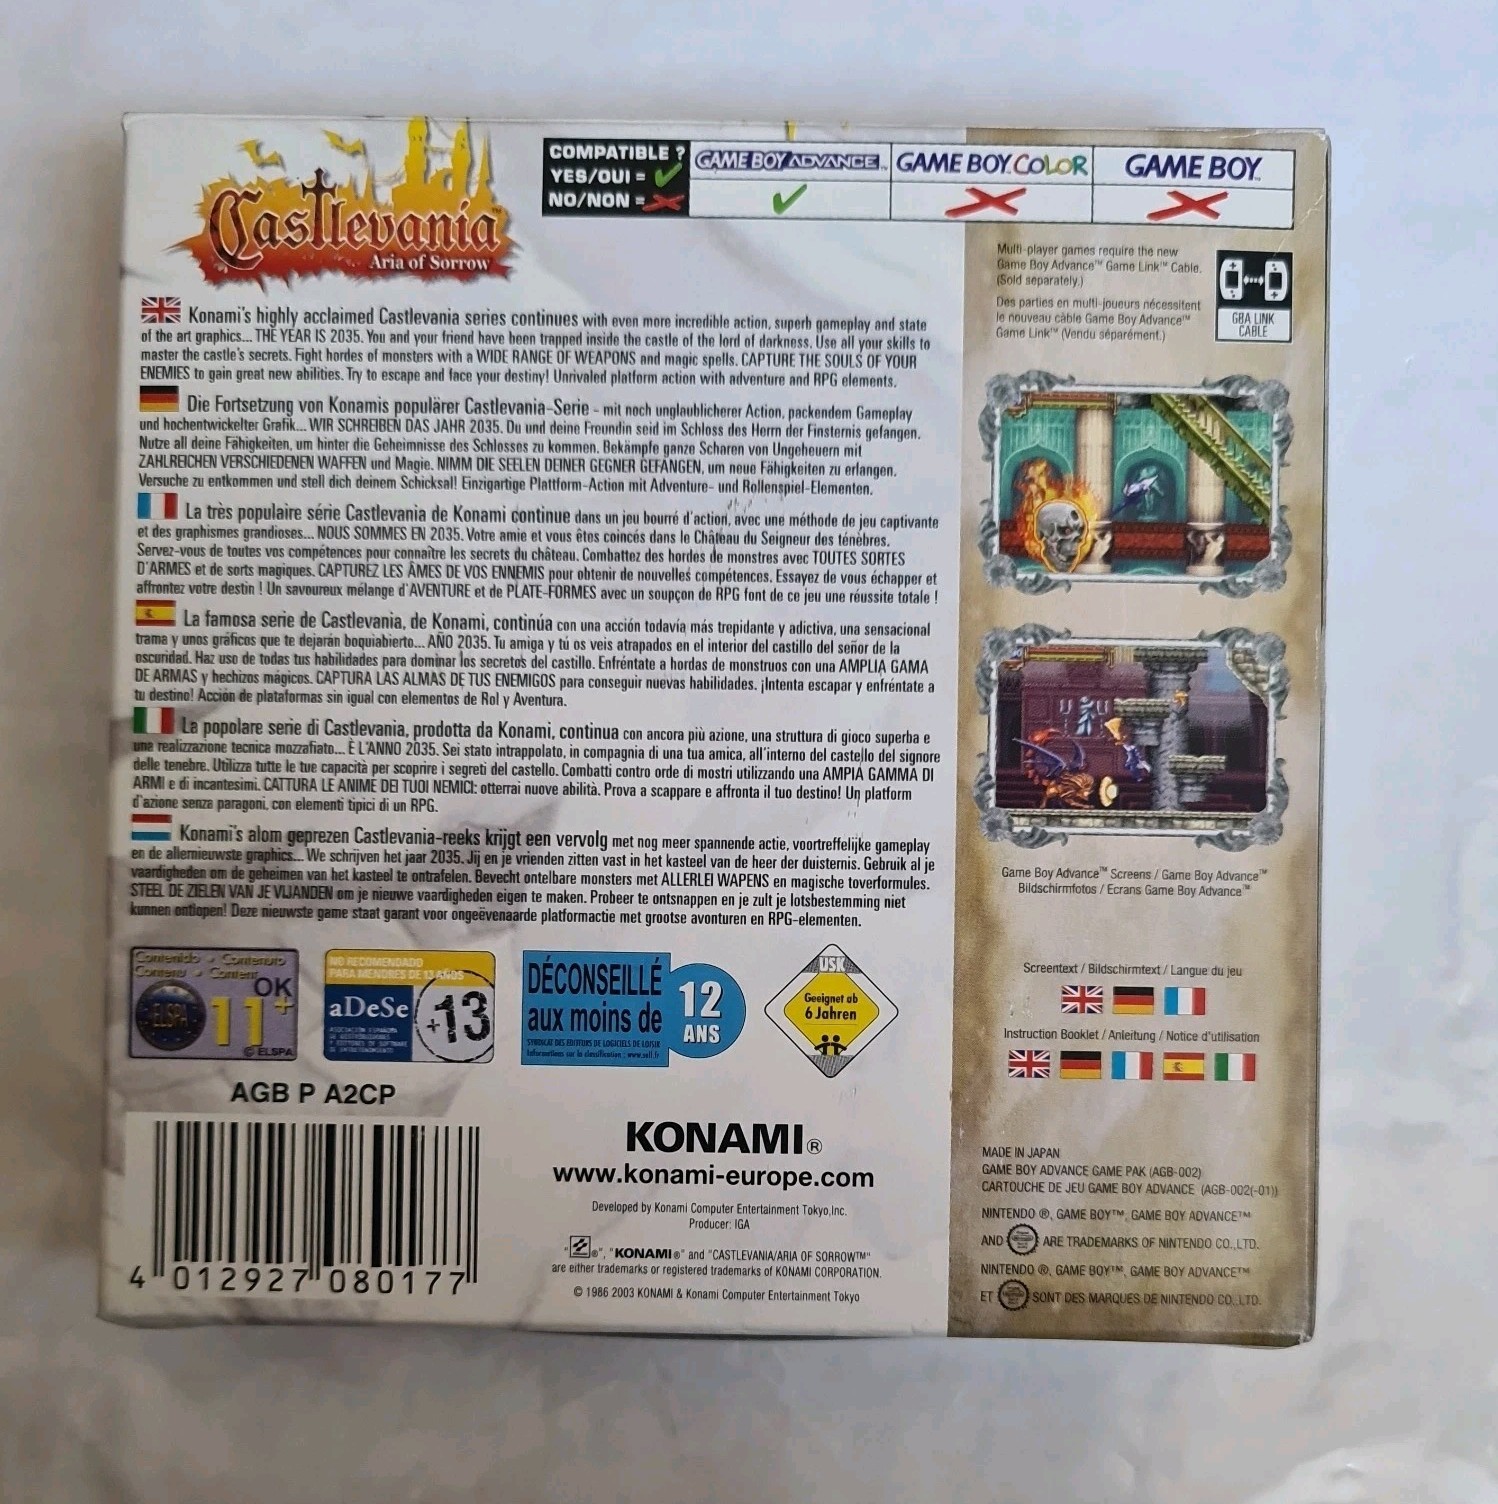 Castlevania™
Aria of Sorrow
COMPATIBLE ?
YES/OUI =
NO/NON =
GAME BOY ADVANCE™
GAME BOY COLOR
GAME BOY™
Multi-player games require the new
Game Boy Advance™ Game Link™ Cable.
(Sold separately.)
Des parties en multi-joueurs nécessitent
le nouveau câble Game Boy Advance™
Game Link™ (Vendu séparément.)
GBA LINK
CABLE
Konami's highly acclaimed Castlevania series continues with even more incredible action, superb gameplay and state
of the art graphics... THE YEAR IS 2035. You and your friend have been trapped inside the castle of the lord of darkness. Use all your skills to
master the castle's secrets. Fight hordes of monsters with a WIDE RANGE OF WEAPONS and magic spells. CAPTURE THE SOULS OF YOUR
ENEMIES to gain great new abilities. Try to escape and face your destiny! Unrivaled platform action with adventure and RPG elements.
Die Fortsetzung von Konamis populärer Castlevania-Serie - mit noch unglaublicherer Action, packendem Gameplay
und hochentwickelter Grafik... WIR SCHREIBEN DAS JAHR 2035. Du und deine Freundin seid im Schloss des Herrn der Finsternis gefangen.
Nutze all deine Fähigkeiten, um hinter die Geheimnisse des Schlosses zu kommen. Bekämpfe ganze Scharen von Ungeheuern mit
ZAHLREICHEN VERSCHIEDENEN WAFFEN und Magie. NIMM DIE SEELEN DEINER GEGNER GEFANGEN, um neue Fähigkeiten zu erlangen.
Versuche zu entkommen und stell dich deinem Schicksal! Einzigartige Plattform-Action mit Adventure- und Rollenspiel-Elementen.
La très populaire série Castlevania de Konami continue dans un jeu bourré d'action, avec une méthode de jeu captivante
et des graphismes grandioses... NOUS SOMMES EN 2035. Votre amie et vous êtes coincés dans le Château du Seigneur des ténèbres.
Servez-vous de toutes vos compétences pour connaître les secrets du château. Combattez des hordes de monstres avec TOUTES SORTES
D'ARMES et de sorts magiques. CAPTUREZ LES ÂMES DE VOS ENNEMIS pour obtenir de nouvelles compétences. Essayez de vous échapper et
affrontez votre destin ! Un savoureux mélange d'AVENTURE et de PLATE-FORMES avec un soupçon de RPG font de ce jeu une réussite totale !
La famosa serie de Castlevania, de Konami, continúa con una acción todavía más trepidante y adictiva, una sensacional
trama y unos gráficos que te dejarán boquiabierto... AÑO 2035. Tu amiga y tú os veis atrapados en el interior del castillo del señor de la
oscuridad. Haz uso de todas tus habilidades para dominar los secretos del castillo. Enfréntate a hordas de monstruos con una AMPLIA GAMA
DE ARMAS y hechizos mágicos. CAPTURA LAS ALMAS DE TUS ENEMIGOS para conseguir nuevas habilidades. ¡Intenta escapar y enfréntate a
tu destino! Acción de plataformas sin igual con elementos de Rol y Aventura.
La popolare serie di Castlevania, prodotta da Konami, continua con ancora più azione, una struttura di gioco superba e
una realizzazione tecnica mozzafiato... È L'ANNO 2035. Sei stato intrappolato, in compagnia di una tua amica, all'interno del castello del signore
delle tenebre. Utilizza tutte le tue capacità per scoprire i segreti del castello. Combatti contro orde di mostri utilizzando una AMPIA GAMMA DI
ARMI e di incantesimi. CATTURA LE ANIME DEI TUOI NEMICI: otterrai nuove abilità. Prova a scappare e affronta il tuo destino! Un platform
d'azione senza paragoni, con elementi tipici di un RPG.
Konami's alom geprezen Castlevania-reeks krijgt een vervolg met nog meer spannende actie, voortreffelijke gameplay
en de allernieuwste graphics... We schrijven het jaar 2035. Jij en je vrienden zitten vast in het kasteel van de heer der duisternis. Gebruik al je
vaardigheden om de geheimen van het kasteel te ontrafelen. Bevecht ontelbare monsters met ALLERLEI WAPENS en magische toverformules.
STEEL DE ZIELEN VAN JE VIJANDEN om je nieuwe vaardigheden eigen te maken. Probeer te ontsnappen en je zult je lotsbestemming niet
kunnen ontlopen! Deze nieuwste game staat garant voor ongeëvenaarde platformactie met grootse avonturen en RPG-elementen.
Game Boy Advance™ Screens / Game Boy Advance™
Bildschirmfotos / Ecrans Game Boy Advance™
Screentext / Bildschirmtext / Langue du jeu
Instruction Booklet / Anleitung / Notice d'utilisation
Contenido • Contenuto
Contenu • Content
OK
ELSPA
11+
© ELSPA
NO RECOMENDADO
PARA MENORES DE 13 AÑOS
aDeSe
+13
DÉCONSEILLÉ
aux moins de
12
ANS
SYNDICAT DES EDITEURS DE LOGICIELS DE LOISIR
Informations sur la classification : www.sell.fr
USK
Geeignet ab
6 Jahren
AGB P A2CP
4 012927 080177
KONAMI®
www.konami-europe.com
Developed by Konami Computer Entertainment Tokyo,Inc.
Producer: IGA
"®", "KONAMI®" and "CASTLEVANIA/ARIA OF SORROW™"
are either trademarks or registered trademarks of KONAMI CORPORATION.
© 1986 2003 KONAMI & Konami Computer Entertainment Tokyo
MADE IN JAPAN
GAME BOY ADVANCE GAME PAK (AGB-002)
CARTOUCHE DE JEU GAME BOY ADVANCE (AGB-002(-01))
NINTENDO ®, GAME BOY™, GAME BOY ADVANCE™
AND ARE TRADEMARKS OF NINTENDO CO.,LTD.
NINTENDO ®, GAME BOY™, GAME BOY ADVANCE™
ET SONT DES MARQUES DE NINTENDO CO.,LTD.